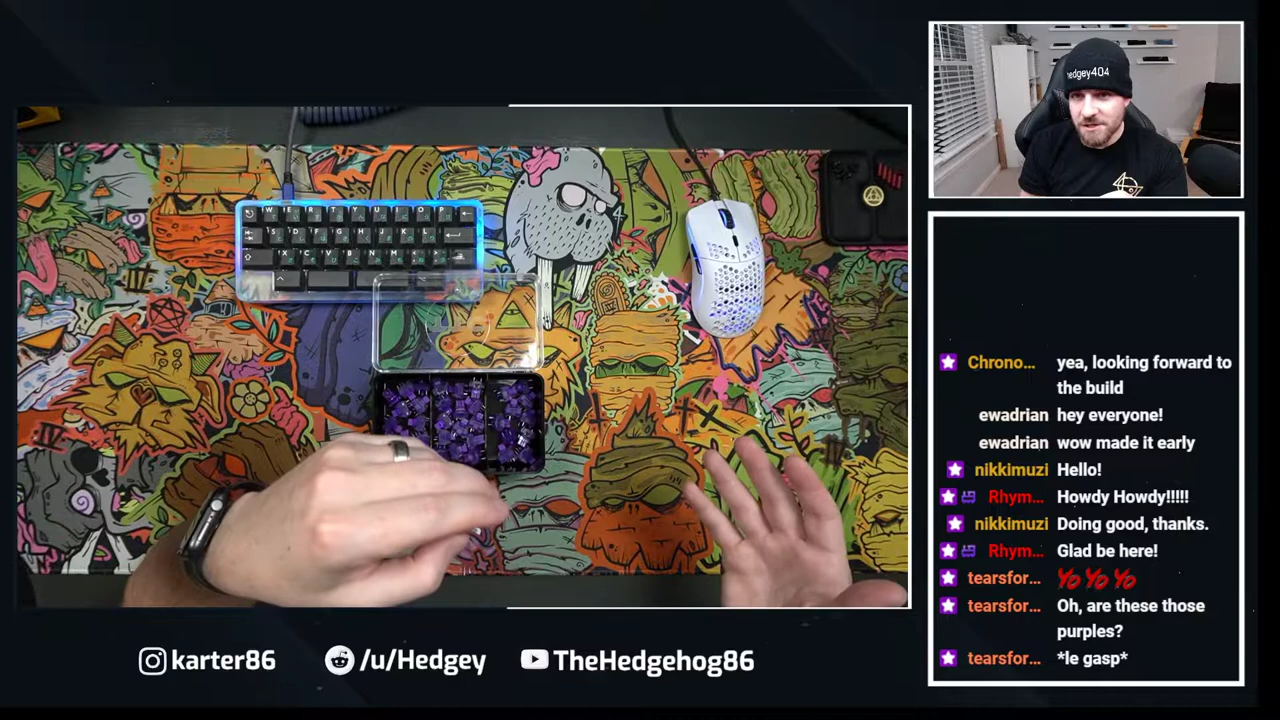 hedgey404
W E R T Y U I O P
S D F G H J K L
X C V B N M
Chrono... yea, looking forward to
the build
ewadrian hey everyone!
ewadrian wow made it early
nikkimuzi Hello!
Rhym... Howdy Howdy!!!!!
nikkimuzi Doing good, thanks.
Rhym... Glad be here!
tearsfor... Yo Yo Yo
tearsfor... Oh, are these those
purples?
tearsfor... *le gasp*
karter86
/u/Hedgey
TheHedgehog86